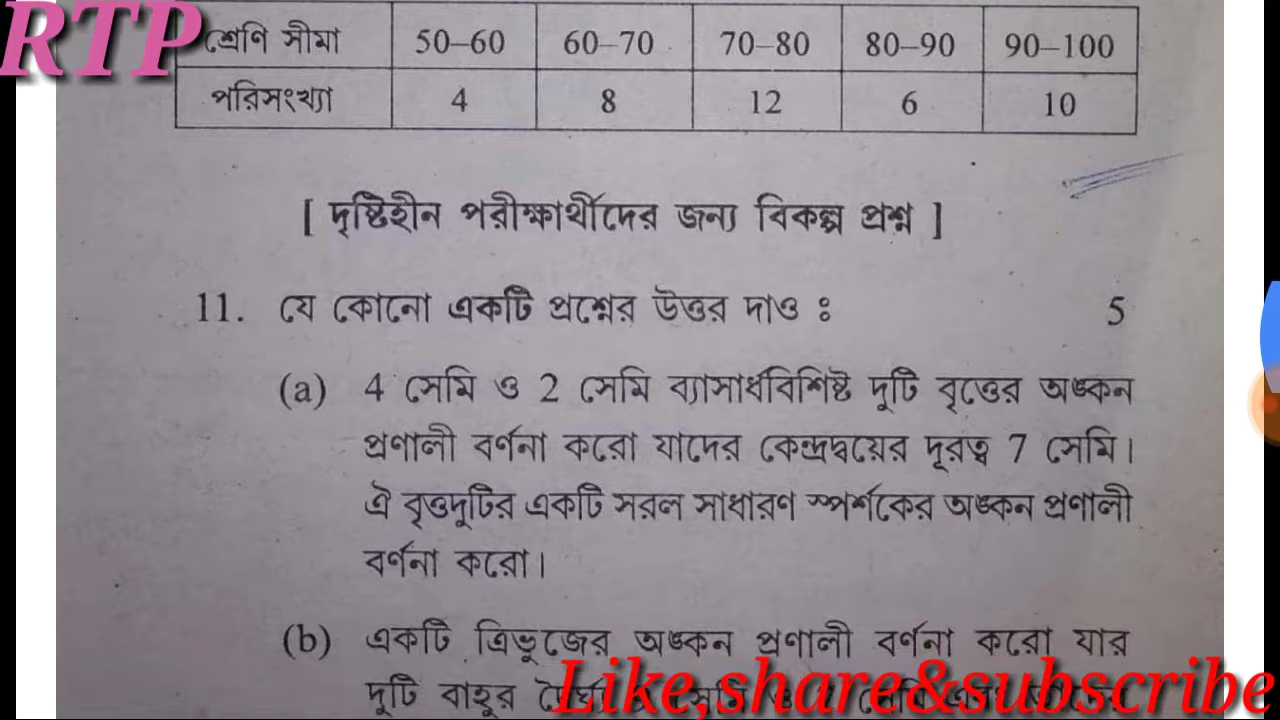 RTP
শ্রেণি সীমা 50–60 60–70 70–80 80–90 90–100
পরিসংখ্যা 4 8 12 6 10
[ দৃষ্টিহীন পরীক্ষার্থীদের জন্য বিকল্প প্রশ্ন ]
11. যে কোনো একটি প্রশ্নের উত্তর দাও ঃ 5
(a) 4 সেমি ও 2 সেমি ব্যাসার্ধবিশিষ্ট দুটি বৃত্তের অঙ্কন
প্রণালী বর্ণনা করো যাদের কেন্দ্রদ্বয়ের দূরত্ব 7 সেমি।
ঐ বৃত্তদুটির একটি সরল সাধারণ স্পর্শকের অঙ্কন প্রণালী
বর্ণনা করো।
(b) একটি ত্রিভুজের অঙ্কন প্রণালী বর্ণনা করো যার
দুটি বাহুর
Like,share&subscribe